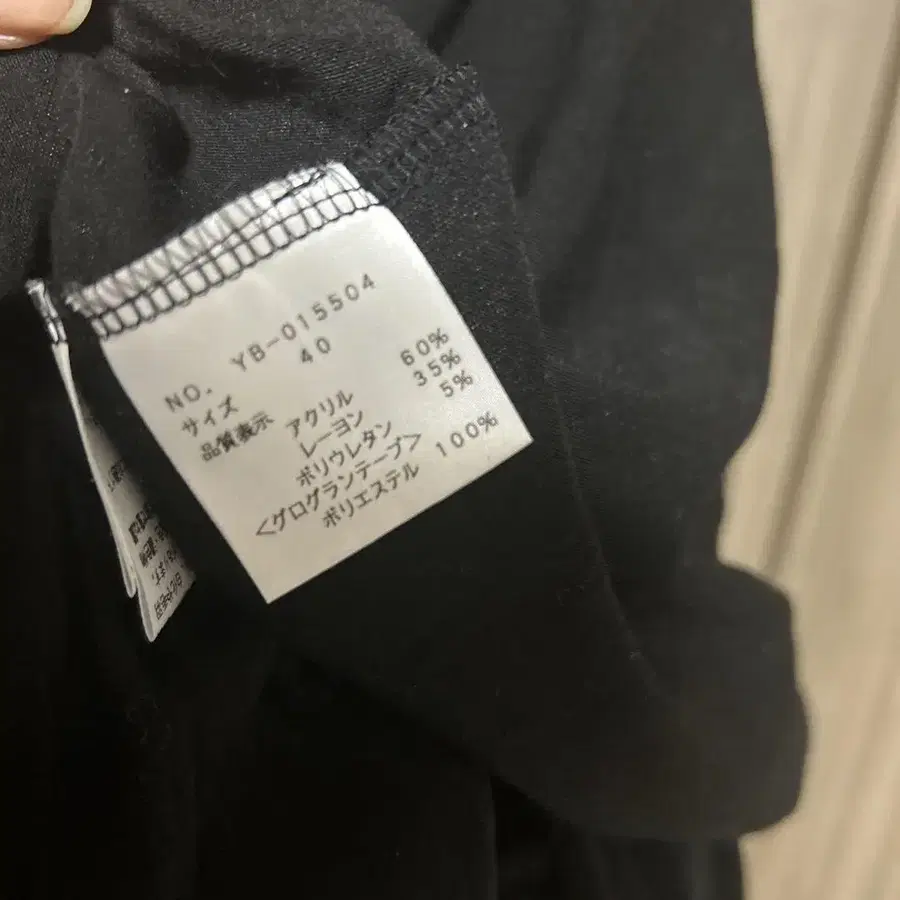 NO. YB-015504
サイズ 40
品質表示 アクリル 60%
レーヨン 35%
ポリウレタン 5%
<グログランテープ>
ポリエステル 100%